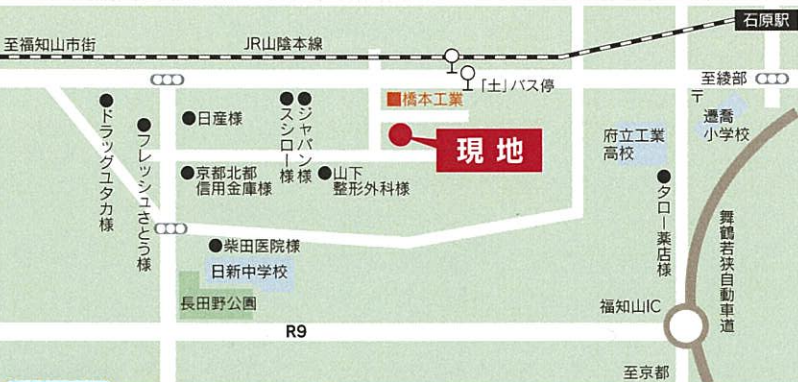 石原駅
至福知山市街
JR山陰本線
「土」バス停
至綾部
〒
橋本工業
遷喬
小学校
日産様
ジャパン様
スシロー様
ドラッグユタカ様
フレッシュさとう様
現地
府立工業
高校
京都北都
信用金庫様
山下
整形外科様
タロー薬店様
舞鶴若狭自動車道
柴田医院様
日新中学校
長田野公園
福知山IC
R9
至京都